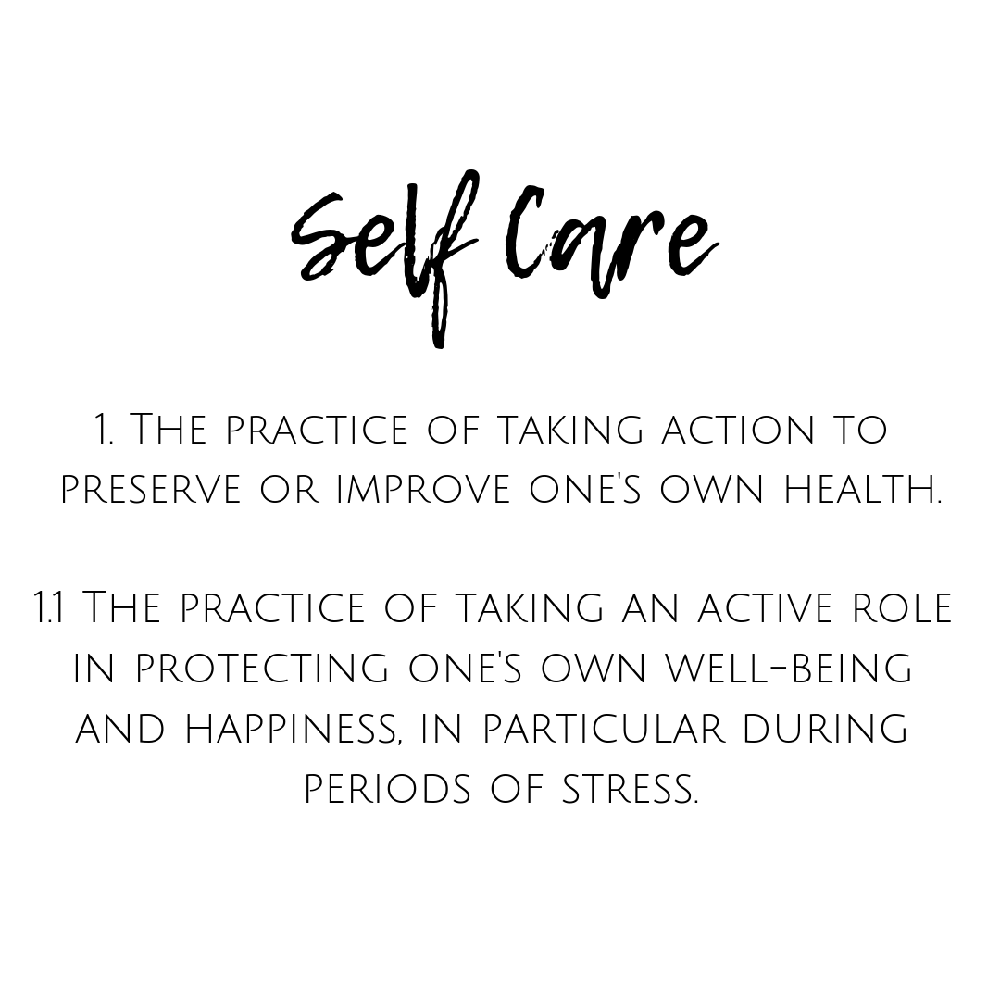 Self Care
1. The practice of taking action to
preserve or improve one's own health.
1.1 The practice of taking an active role
in protecting one's own well-being
and happiness, in particular during
periods of stress.